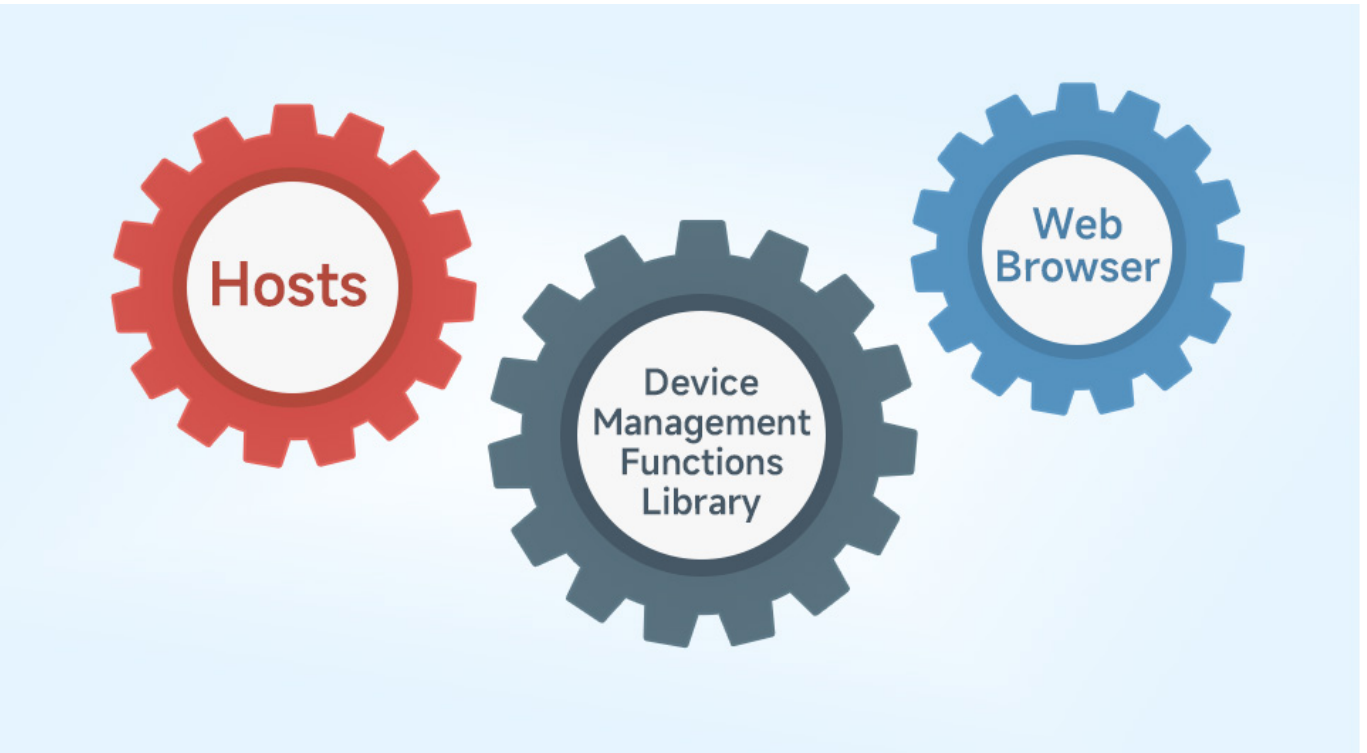 Hosts
Device
Management
Functions
Library
Web
Browser